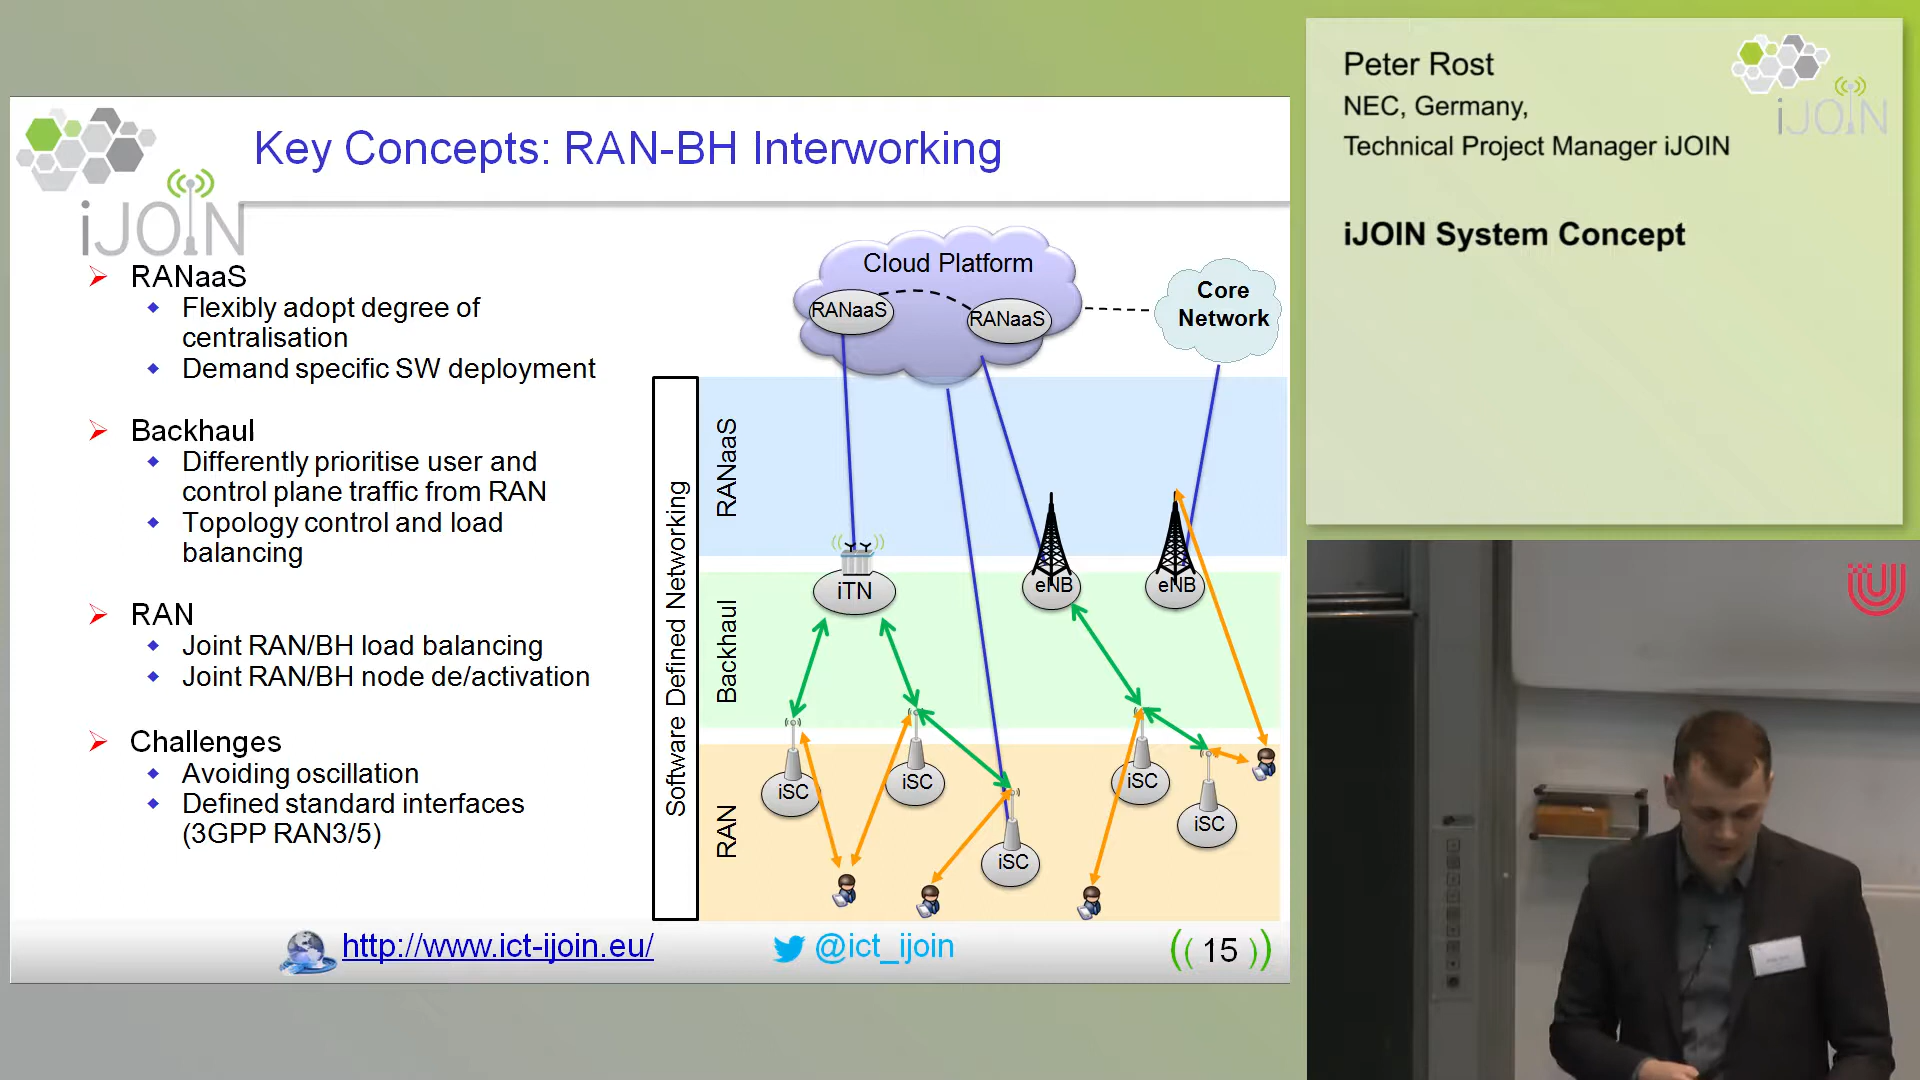 Key Concepts: RAN-BH Interworking
iJOIN
RANaaS
Flexibly adopt degree of
centralisation
Demand specific SW deployment
Backhaul
Differently prioritise user and
control plane traffic from RAN
Topology control and load
balancing
RAN
Joint RAN/BH load balancing
Joint RAN/BH node de/activation
Challenges
Avoiding oscillation
Defined standard interfaces
(3GPP RAN3/5)
Cloud Platform
RANaaS
RANaaS
Core
Network
Software Defined Networking
RANaaS
Backhaul
RAN
iTN
eNB
eNB
iSC
iSC
iSC
iSC
iSC
http://www.ict-ijoin.eu/
@ict_ijoin
15
Peter Rost
NEC, Germany,
Technical Project Manager iJOIN
iJOIN
iJOIN System Concept